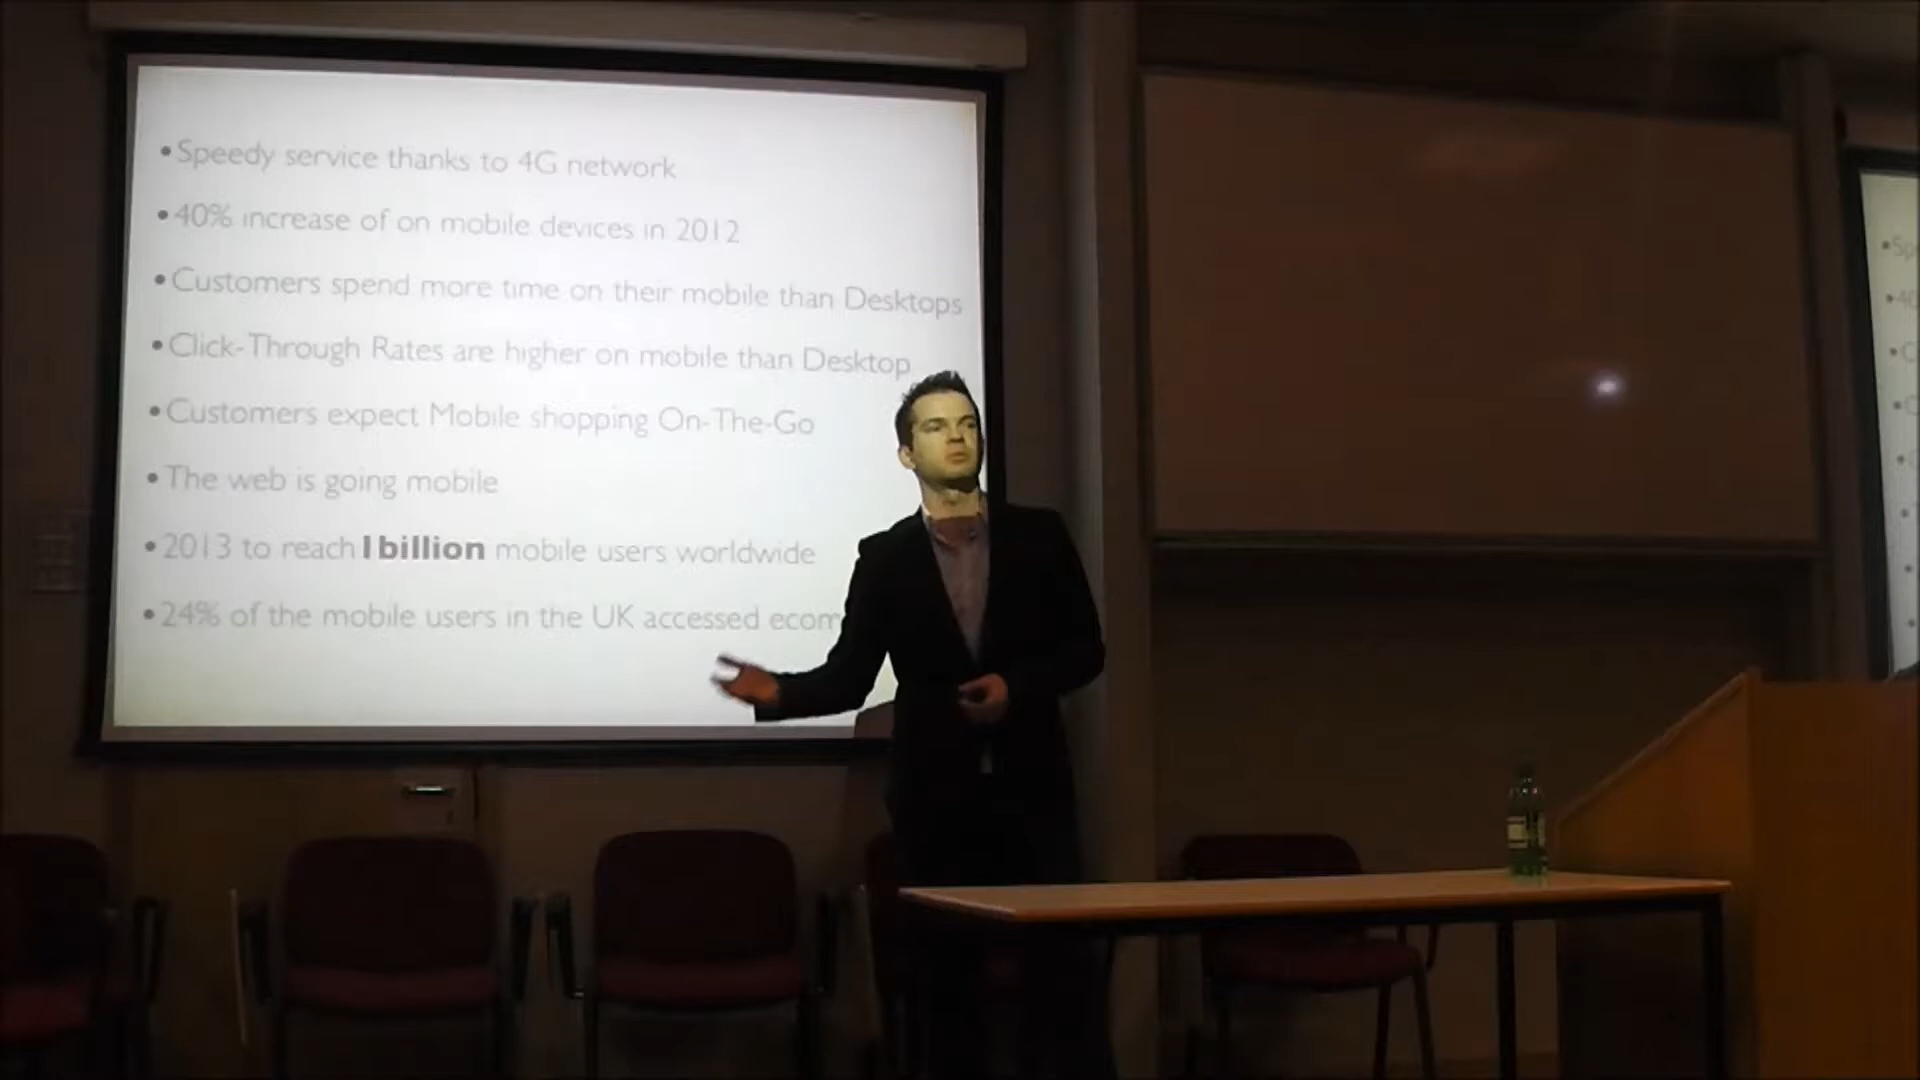 •Speedy service thanks to 4G network
•40% increase of on mobile devices in 2012
•Customers spend more time on their mobile than Desktops
•Click-Through Rates are higher on mobile than Desktop
•Customers expect Mobile shopping On-The-Go
•The web is going mobile
•2013 to reach 1billion mobile users worldwide
•24% of the mobile users in the UK accessed ecom